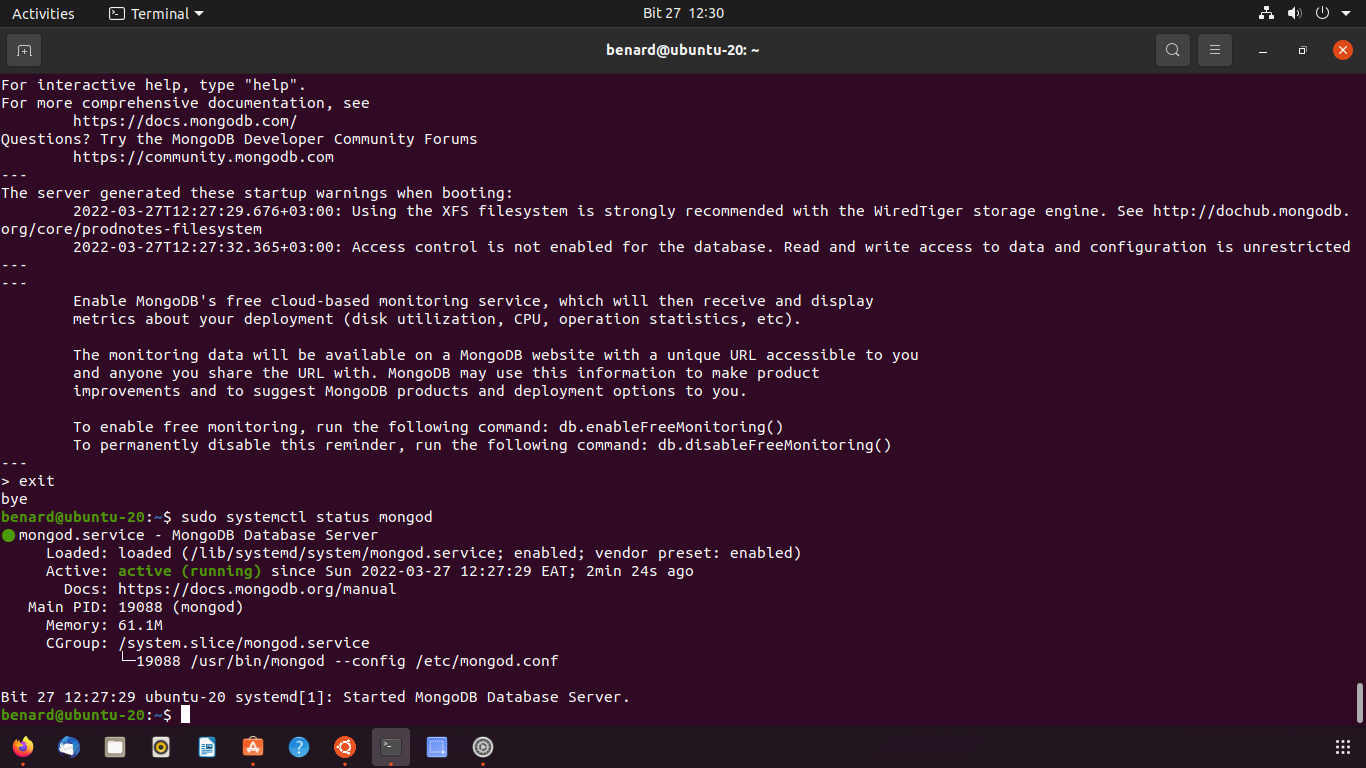 Activities Terminal Bit 27 12:30
benard@ubuntu-20: ~
For interactive help, type "help".
For more comprehensive documentation, see
https://docs.mongodb.com/
Questions? Try the MongoDB Developer Community Forums
https://community.mongodb.com
---
The server generated these startup warnings when booting:
2022-03-27T12:27:29.676+03:00: Using the XFS filesystem is strongly recommended with the WiredTiger storage engine. See http://dochub.mongodb.
org/core/prodnotes-filesystem
2022-03-27T12:27:32.365+03:00: Access control is not enabled for the database. Read and write access to data and configuration is unrestricted
---
---
Enable MongoDB's free cloud-based monitoring service, which will then receive and display
metrics about your deployment (disk utilization, CPU, operation statistics, etc).
The monitoring data will be available on a MongoDB website with a unique URL accessible to you
and anyone you share the URL with. MongoDB may use this information to make product
improvements and to suggest MongoDB products and deployment options to you.
To enable free monitoring, run the following command: db.enableFreeMonitoring()
To permanently disable this reminder, run the following command: db.disableFreeMonitoring()
---
> exit
bye
benard@ubuntu-20:~$ sudo systemctl status mongod
● mongod.service - MongoDB Database Server
Loaded: loaded (/lib/systemd/system/mongod.service; enabled; vendor preset: enabled)
Active: active (running) since Sun 2022-03-27 12:27:29 EAT; 2min 24s ago
Docs: https://docs.mongodb.org/manual
Main PID: 19088 (mongod)
Memory: 61.1M
CGroup: /system.slice/mongod.service
└─19088 /usr/bin/mongod --config /etc/mongod.conf
Bit 27 12:27:29 ubuntu-20 systemd[1]: Started MongoDB Database Server.
benard@ubuntu-20:~$